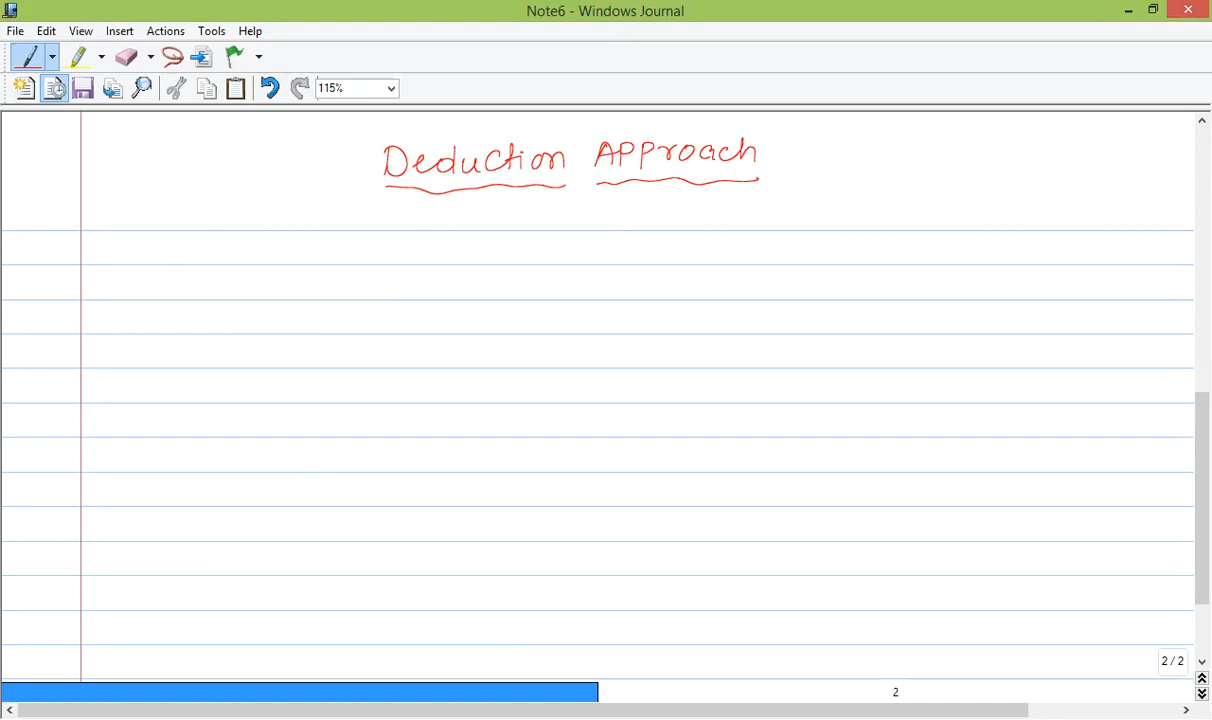 Note6 - Windows Journal
File Edit View Insert Actions Tools Help
115%
Deduction Approach
2 / 2
2